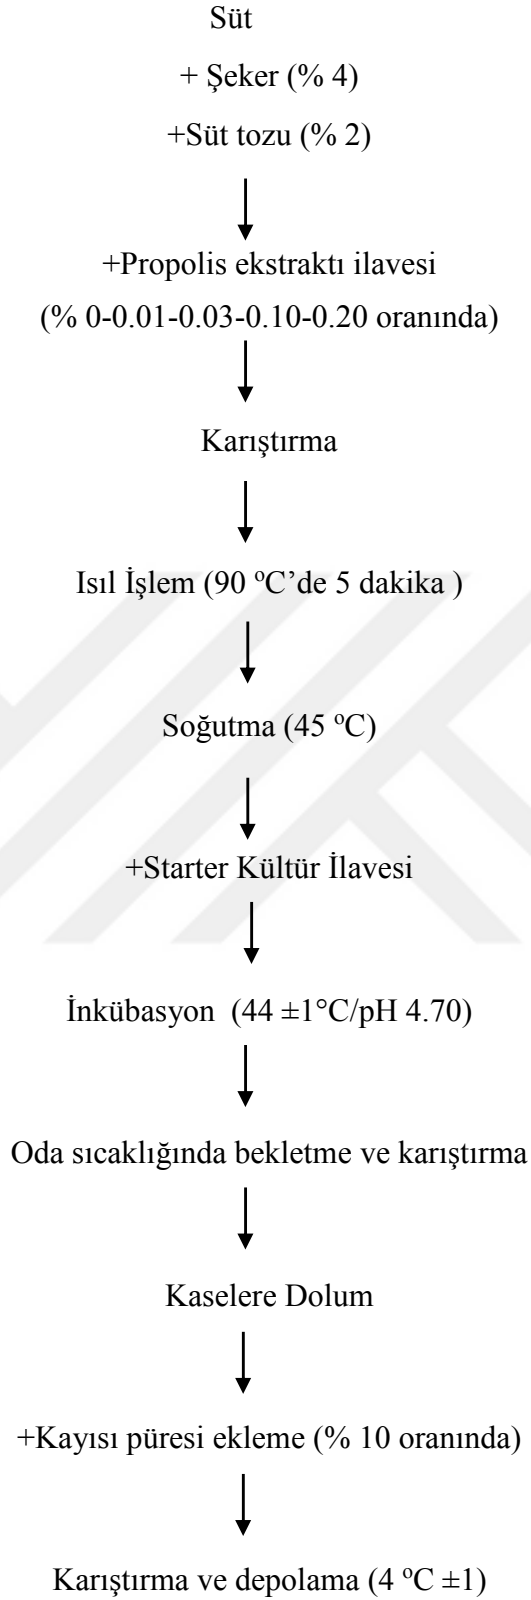 Süt
+ Şeker (% 4)
+Süt tozu (% 2)
+Propolis ekstraktı ilavesi
(% 0-0.01-0.03-0.10-0.20 oranında)
Karıştırma
Isıl İşlem (90 ºC’de 5 dakika )
Soğutma (45 ºC)
+Starter Kültür İlavesi
İnkübasyon  (44 ±1°C/pH 4.70)
Oda sıcaklığında bekletme ve karıştırma
Kaselere Dolum
+Kayısı püresi ekleme (% 10 oranında)
Karıştırma ve depolama (4 ºC ±1)